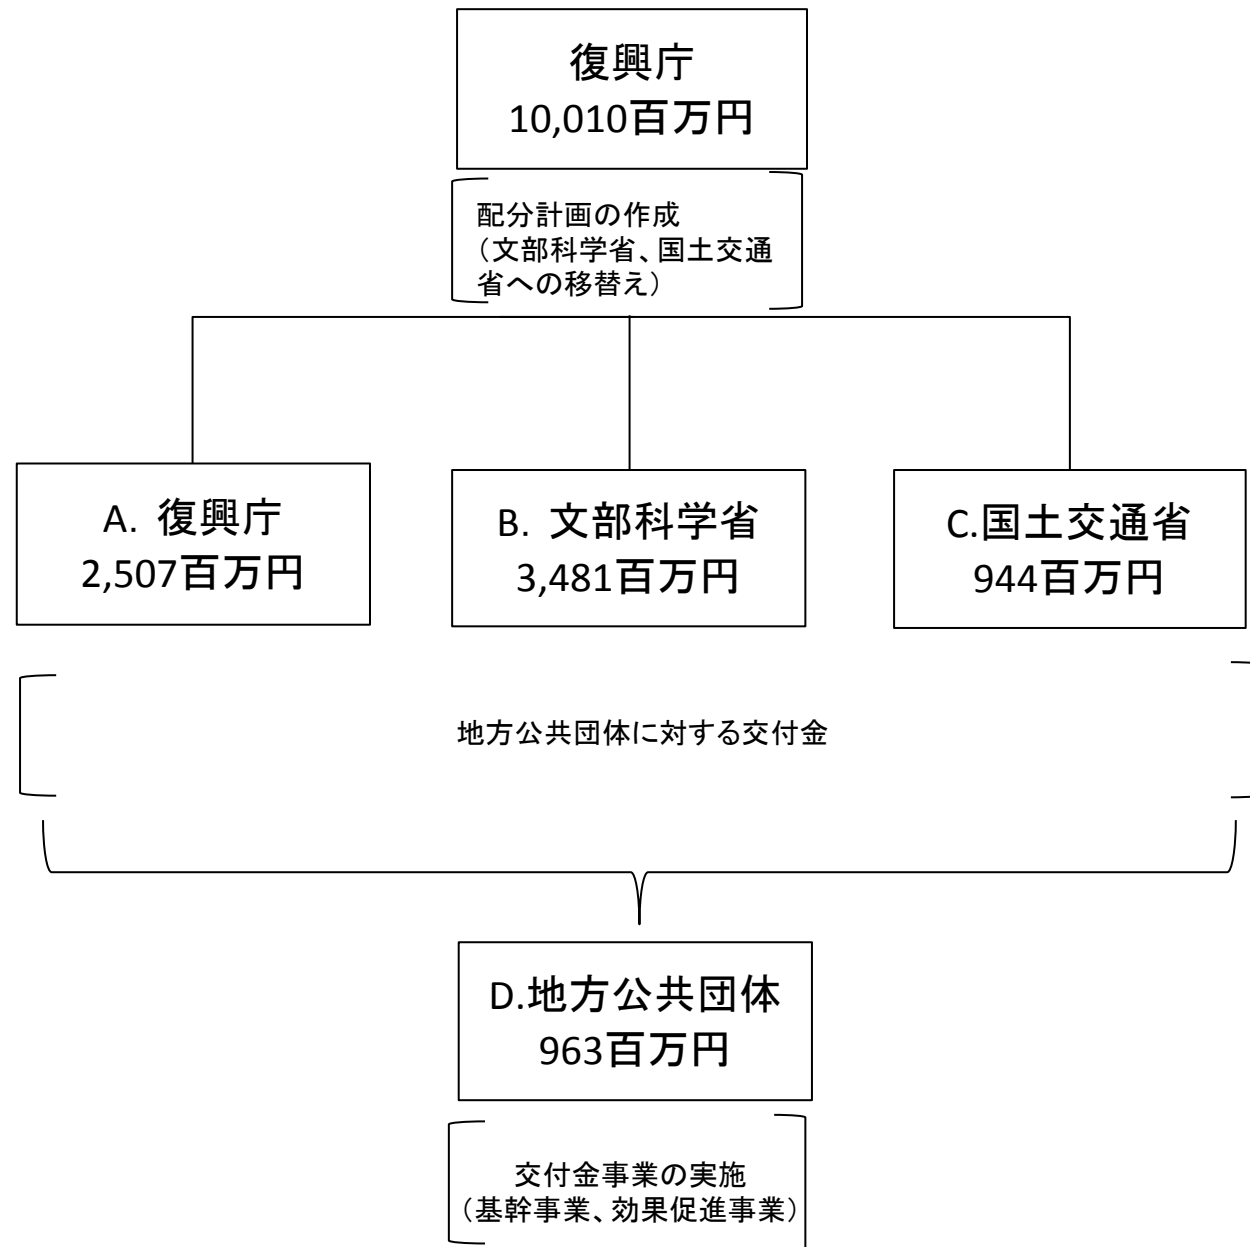 復興庁
10,010百万円
配分計画の作成
（文部科学省、国土交通
省への移替え）
A. 復興庁
2,507百万円
B. 文部科学省
3,481百万円
C.国土交通省
944百万円
地方公共団体に対する交付金
D.地方公共団体
963百万円
交付金事業の実施
（基幹事業、効果促進事業）